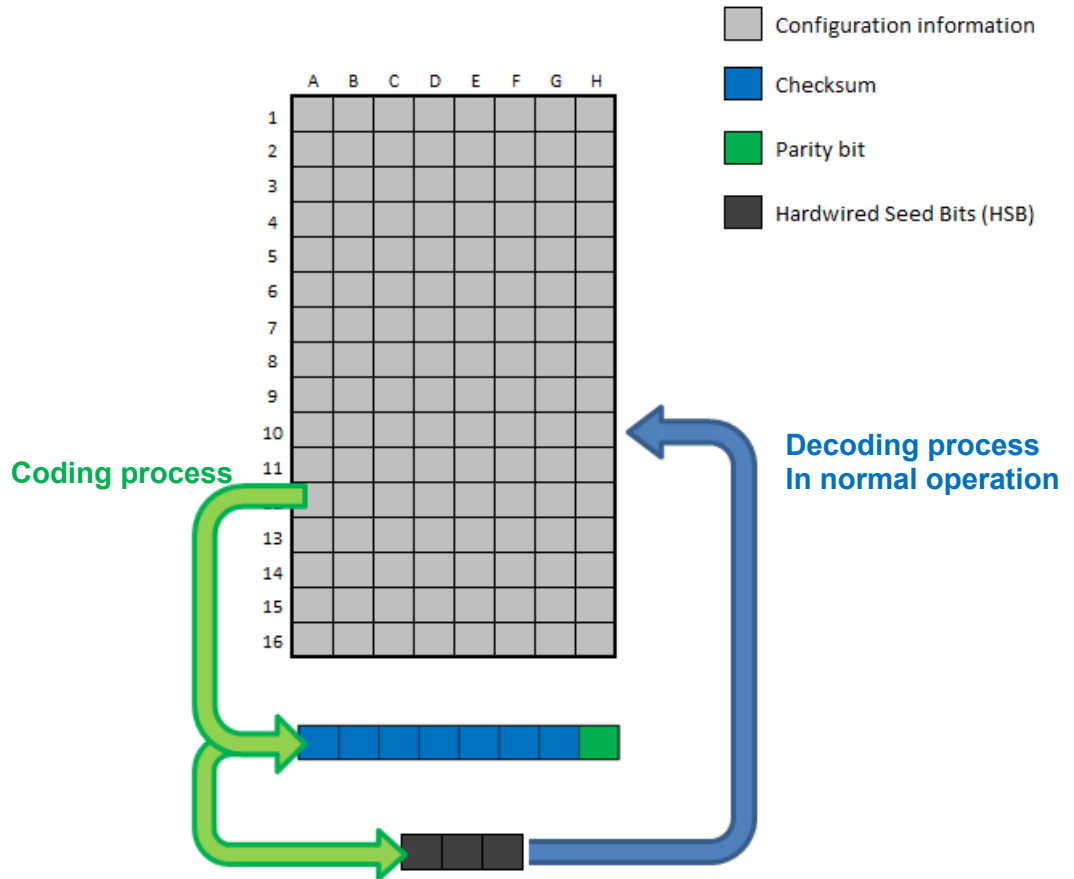 Configuration information
Checksum
Parity bit
Hardwired Seed Bits (HSB)
A B C D E F G H
1
2
3
4
5
6
7
8
9
10
11
13
14
15
16
Coding process
Decoding process
In normal operation